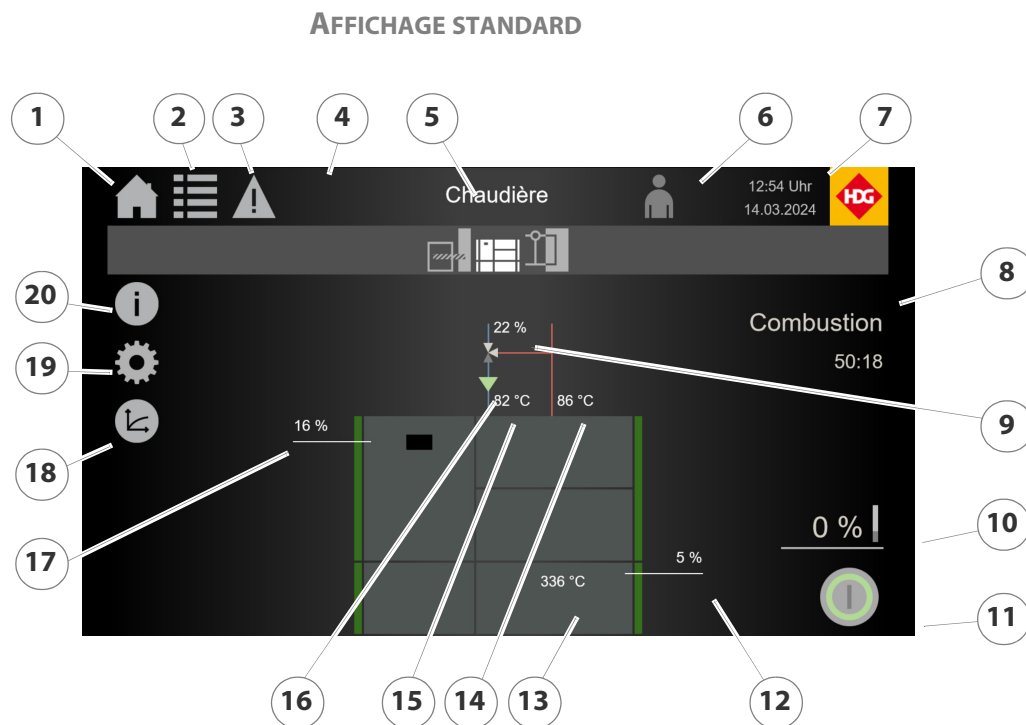 AFFICHAGE STANDARD
1
2
3
4
5
6
7
Chaudière
12:54 Uhr
14.03.2024
HDG
8
20
i
Combustion
50:18
22 %
19
82 °C
86 °C
16 %
9
18
17
0 %
10
5 %
336 °C
11
16
15
14
13
12